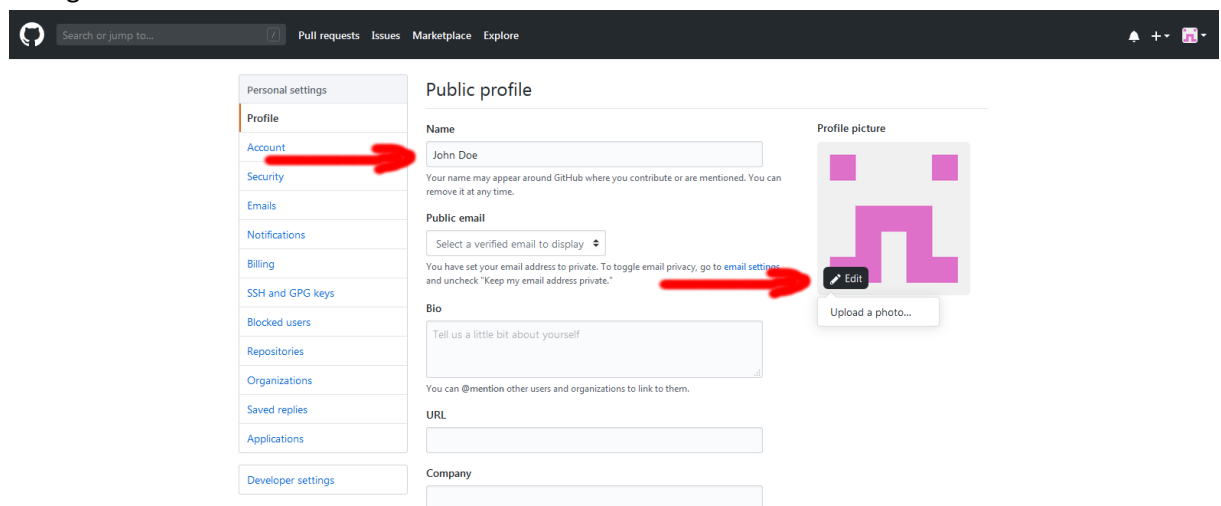 Search or jump to...
/
Pull requests Issues Marketplace Explore
Personal settings
Profile
Account
Security
Emails
Notifications
Billing
SSH and GPG keys
Blocked users
Repositories
Organizations
Saved replies
Applications
Developer settings
Public profile
Name
John Doe
Your name may appear around GitHub where you contribute or are mentioned. You can
remove it at any time.
Public email
Select a verified email to display
You have set your email address to private. To toggle email privacy, go to email settings
and uncheck "Keep my email address private."
Bio
Tell us a little bit about yourself
You can @mention other users and organizations to link to them.
URL
Company
Profile picture
Edit
Upload a photo...